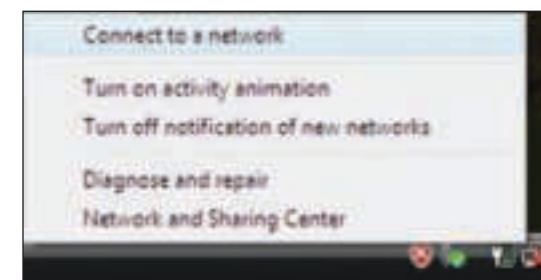 Connect to a network
Turn on activity animation
Turn off notification of new networks
Diagnose and repair
Network and Sharing Center